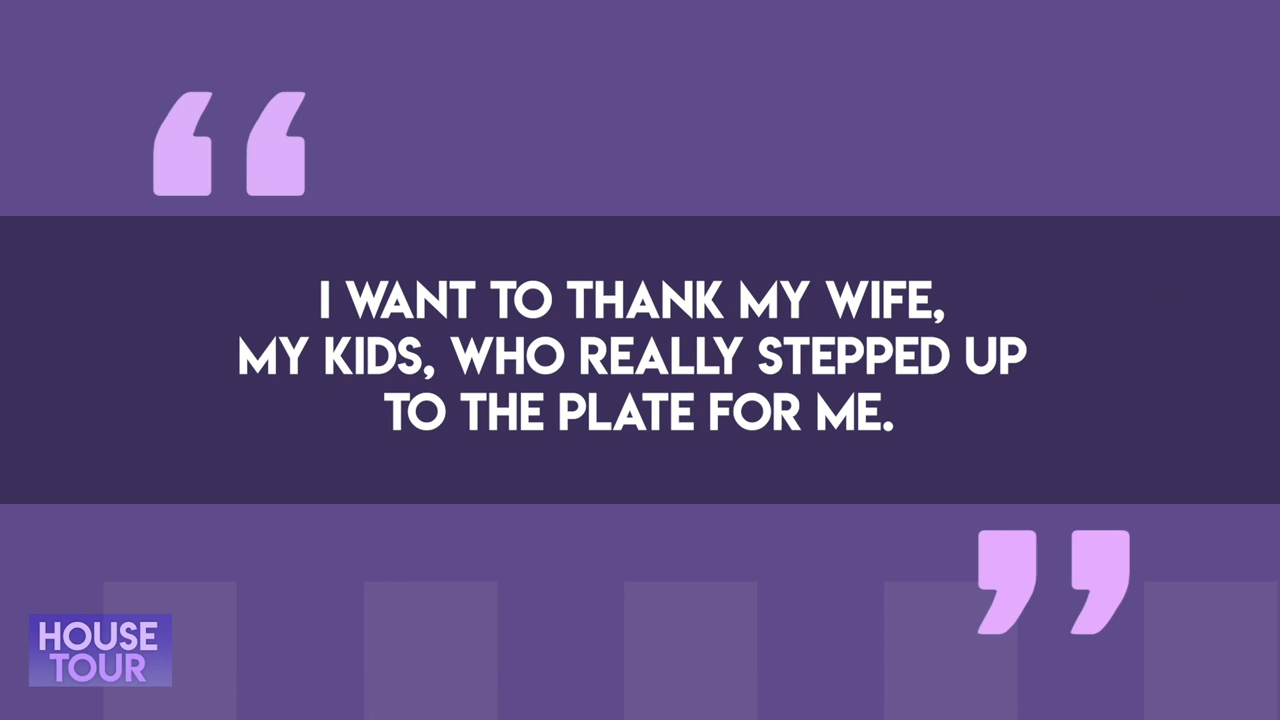 I WANT TO THANK MY WIFE,
MY KIDS, WHO REALLY STEPPED UP
TO THE PLATE FOR ME.
HOUSE
TOUR